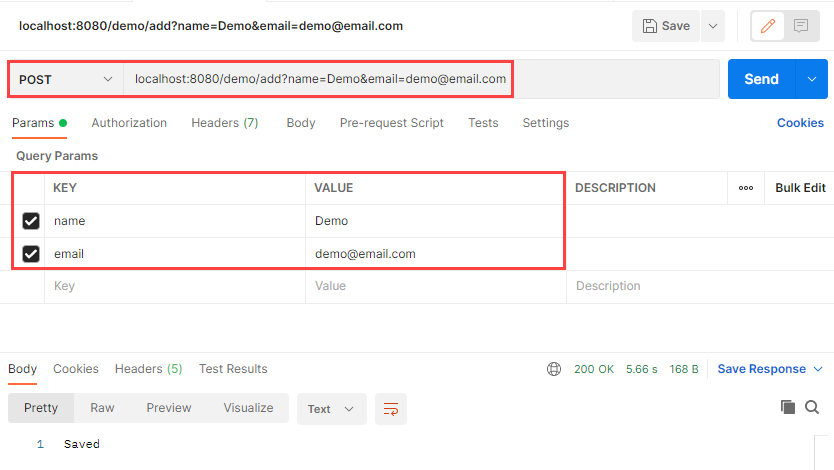 localhost:8080/demo/add?name=Demo&email=demo@email.com Save
POST localhost:8080/demo/add?name=Demo&email=demo@email.com Send
Params Authorization Headers (7) Body Pre-request Script Tests Settings Cookies
Query Params
KEY VALUE DESCRIPTION ooo Bulk Edit
name Demo
email demo@email.com
Key Value Description
Body Cookies Headers (5) Test Results 200 OK 5.66 s 168 B Save Response
Pretty Raw Preview Visualize Text
1 Saved